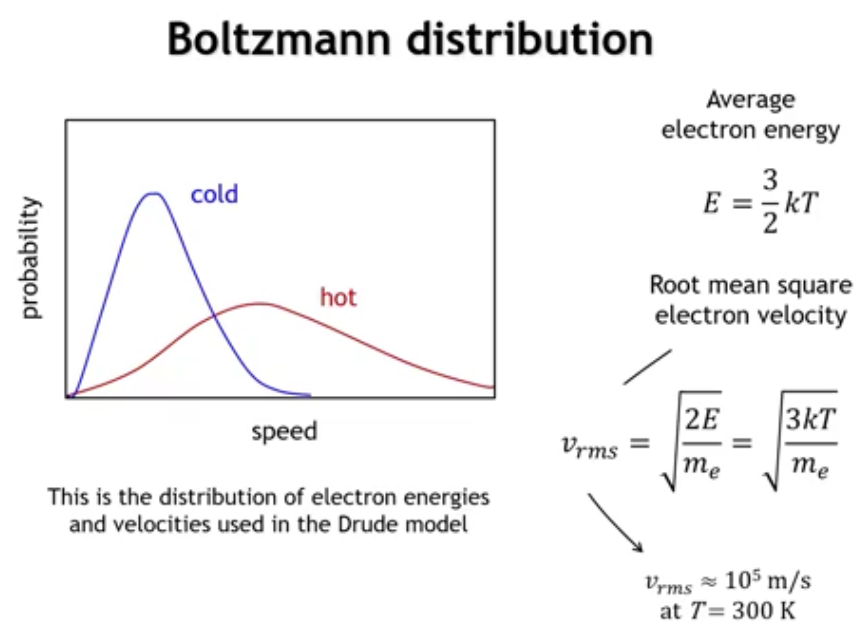 Boltzmann distribution
probability
cold
hot
speed
This is the distribution of electron energies
and velocities used in the Drude model
Average
electron energy
E = 3/2 kT
Root mean square
electron velocity
v_rms = √(2E/m_e) = √(3kT/m_e)
v_rms ≈ 10⁵ m/s
at T = 300 K